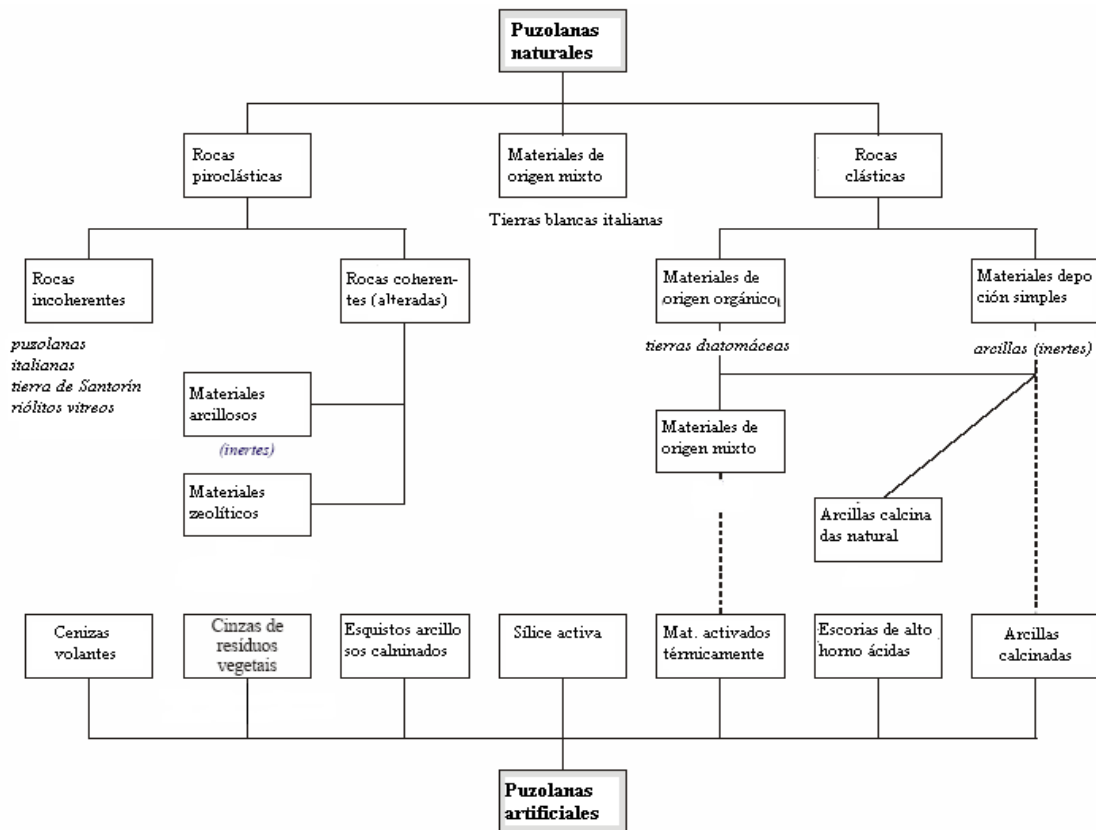 Puzolanas
naturales
Rocas
piroclásticas
Materiales de
origen mixto
Rocas
clásticas
Tierras blancas italianas
Rocas
incoherentes
Rocas coheren-
tes (alteradas)
Materiales de
origen orgánico,
Materiales depo
ción simples
puzolanas
italianas
tierra de Santorín
riólitos vitreos
tierras diatomáceas
arcillas (inertes)
Materiales
arcillosos
(inertes)
Materiales de
origen mixto
Materiales
zeolíticos
Arcillas calcina
das natural
Cenizas
volantes
Cinzas de
resíduos
vegetais
Esquistos arcillo
sos calninados
Sílice activa
Mat. activados
térmicamente
Escorias de alto
horno ácidas
Arcillas
calcinadas
Puzolanas
artificiales